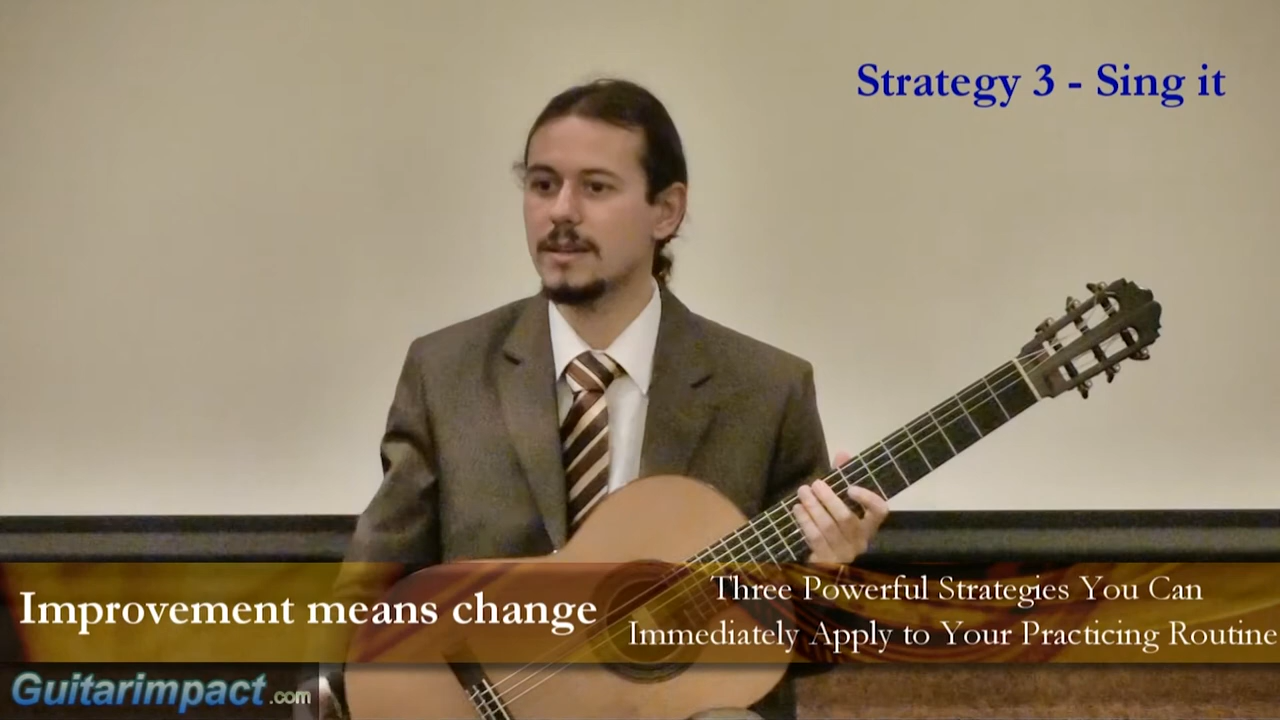 Strategy 3 - Sing it
Improvement means change
Three Powerful Strategies You Can
Immediately Apply to Your Practicing Routine
Guitarimpact.com